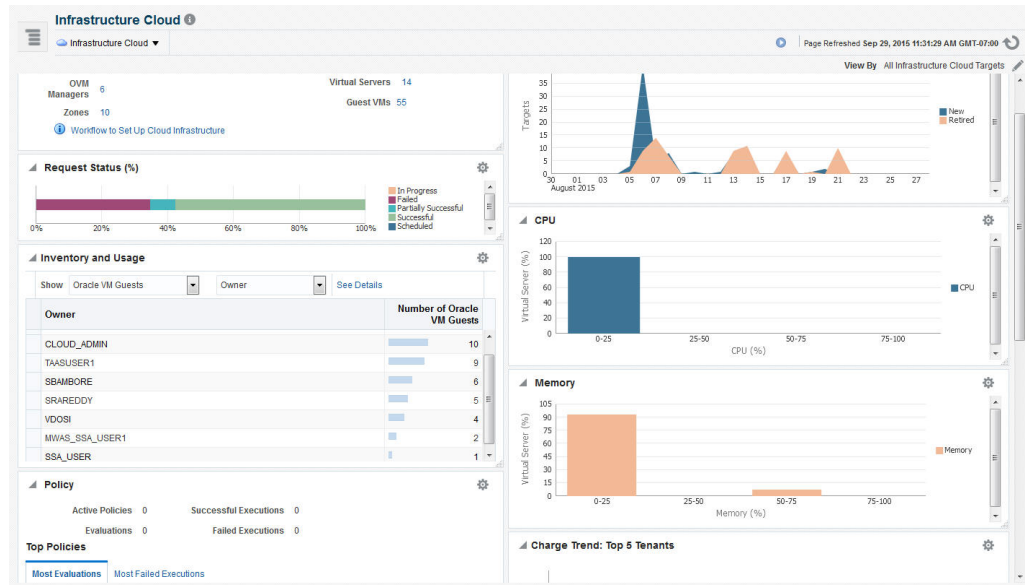 Infrastructure Cloud
Infrastructure Cloud
Page Refreshed Sep 29, 2015 11:31:29 AM GMT-07:00
View By All Infrastructure Cloud Targets
OVM Managers 6
Zones 10
Virtual Servers 14
Guest VMs 55
Workflow to Set Up Cloud Infrastructure
Request Status (%)
In Progress
Failed
Partially Successful
Successful
Scheduled
0% 20% 40% 60% 80% 100%
Inventory and Usage
Show Oracle VM Guests Owner See Details
Owner Number of Oracle VM Guests
CLOUD_ADMIN 10
TAASUSER1 9
SBAMBORE 6
SRAREDDY 5
VDOSI 4
MWAS_SSA_USER1 2
SSA_USER 1
Policy
Active Policies 0 Successful Executions 0
Evaluations 0 Failed Executions 0
Top Policies
Most Evaluations Most Failed Executions
Targets
35
30
25
20
15
10
5
0
30 01 03 05 07 09 11 13 15 17 19 21 23 25 27
August 2015
New
Retired
CPU
Virtual Server (%)
120
100
80
60
40
20
0
0-25 25-50 50-75 75-100
CPU (%)
CPU
Memory
Virtual Server (%)
105
90
75
60
45
30
15
0
0-25 25-50 50-75 75-100
Memory (%)
Memory
Charge Trend: Top 5 Tenants